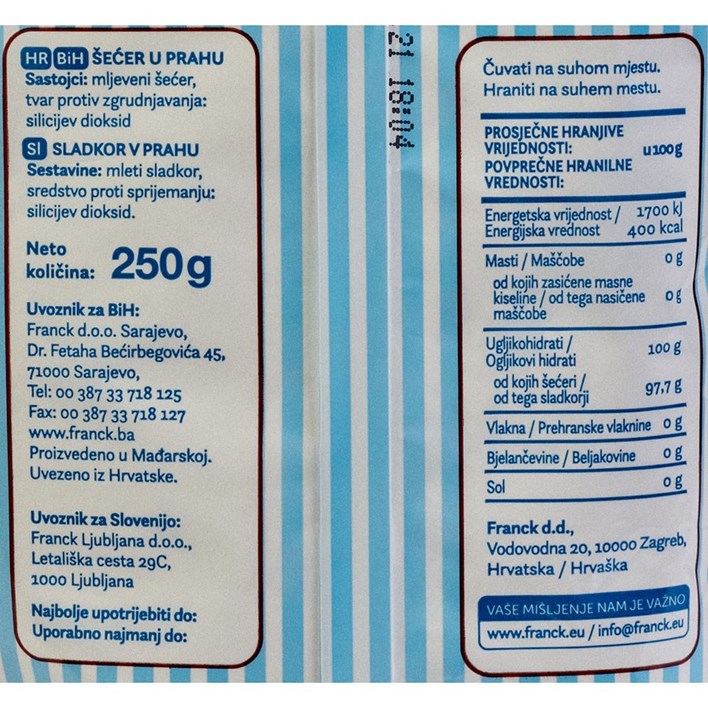 HR BiH ŠEĆER U PRAHU
Sastojci: mljeveni šećer,
tvar protiv zgrudnjavanja:
silicijev dioksid
SI SLADKOR V PRAHU
Sestavine: mleti sladkor,
sredstvo proti sprijemanju:
silicijev dioksid.
Neto
količina: 250g
Uvoznik za BiH:
Franck d.o.o. Sarajevo,
Dr. Fetaha Bećirbegovića 45,
71000 Sarajevo,
Tel: 00 387 33 718 125
Fax: 00 387 33 718 127
www.franck.ba
Proizvedeno u Mađarskoj.
Uvezeno iz Hrvatske.
Uvoznik za Slovenijo:
Franck Ljubljana d.o.o.,
Letališka cesta 29C,
1000 Ljubljana
Najbolje upotrijebiti do:
Uporabno najmanj do:
21 18:04
Čuvati na suhom mjestu.
Hraniti na suhem mestu.
PROSJEČNE HRANJIVE
VRIJEDNOSTI: u 100 g
POVPREČNE HRANILNE
VREDNOSTI:
Energetska vrijednost / 1700 kJ
Energijska vrednost 400 kcal
Masti / Maščobe 0 g
od kojih zasićene masne
kiseline / od tega nasičene 0 g
maščobe
Ugljikohidrati /
Ogljikovi hidrati 100 g
od kojih šećeri /
od tega sladkorji 97,7 g
Vlakna / Prehranske vlaknine 0 g
Bjelančevine / Beljakovine 0 g
Sol 0 g
Franck d.d.,
Vodovodna 20, 10000 Zagreb,
Hrvatska / Hrvaška
VAŠE MIŠLJENJE NAM JE VAŽNO
www.franck.eu / info@franck.eu